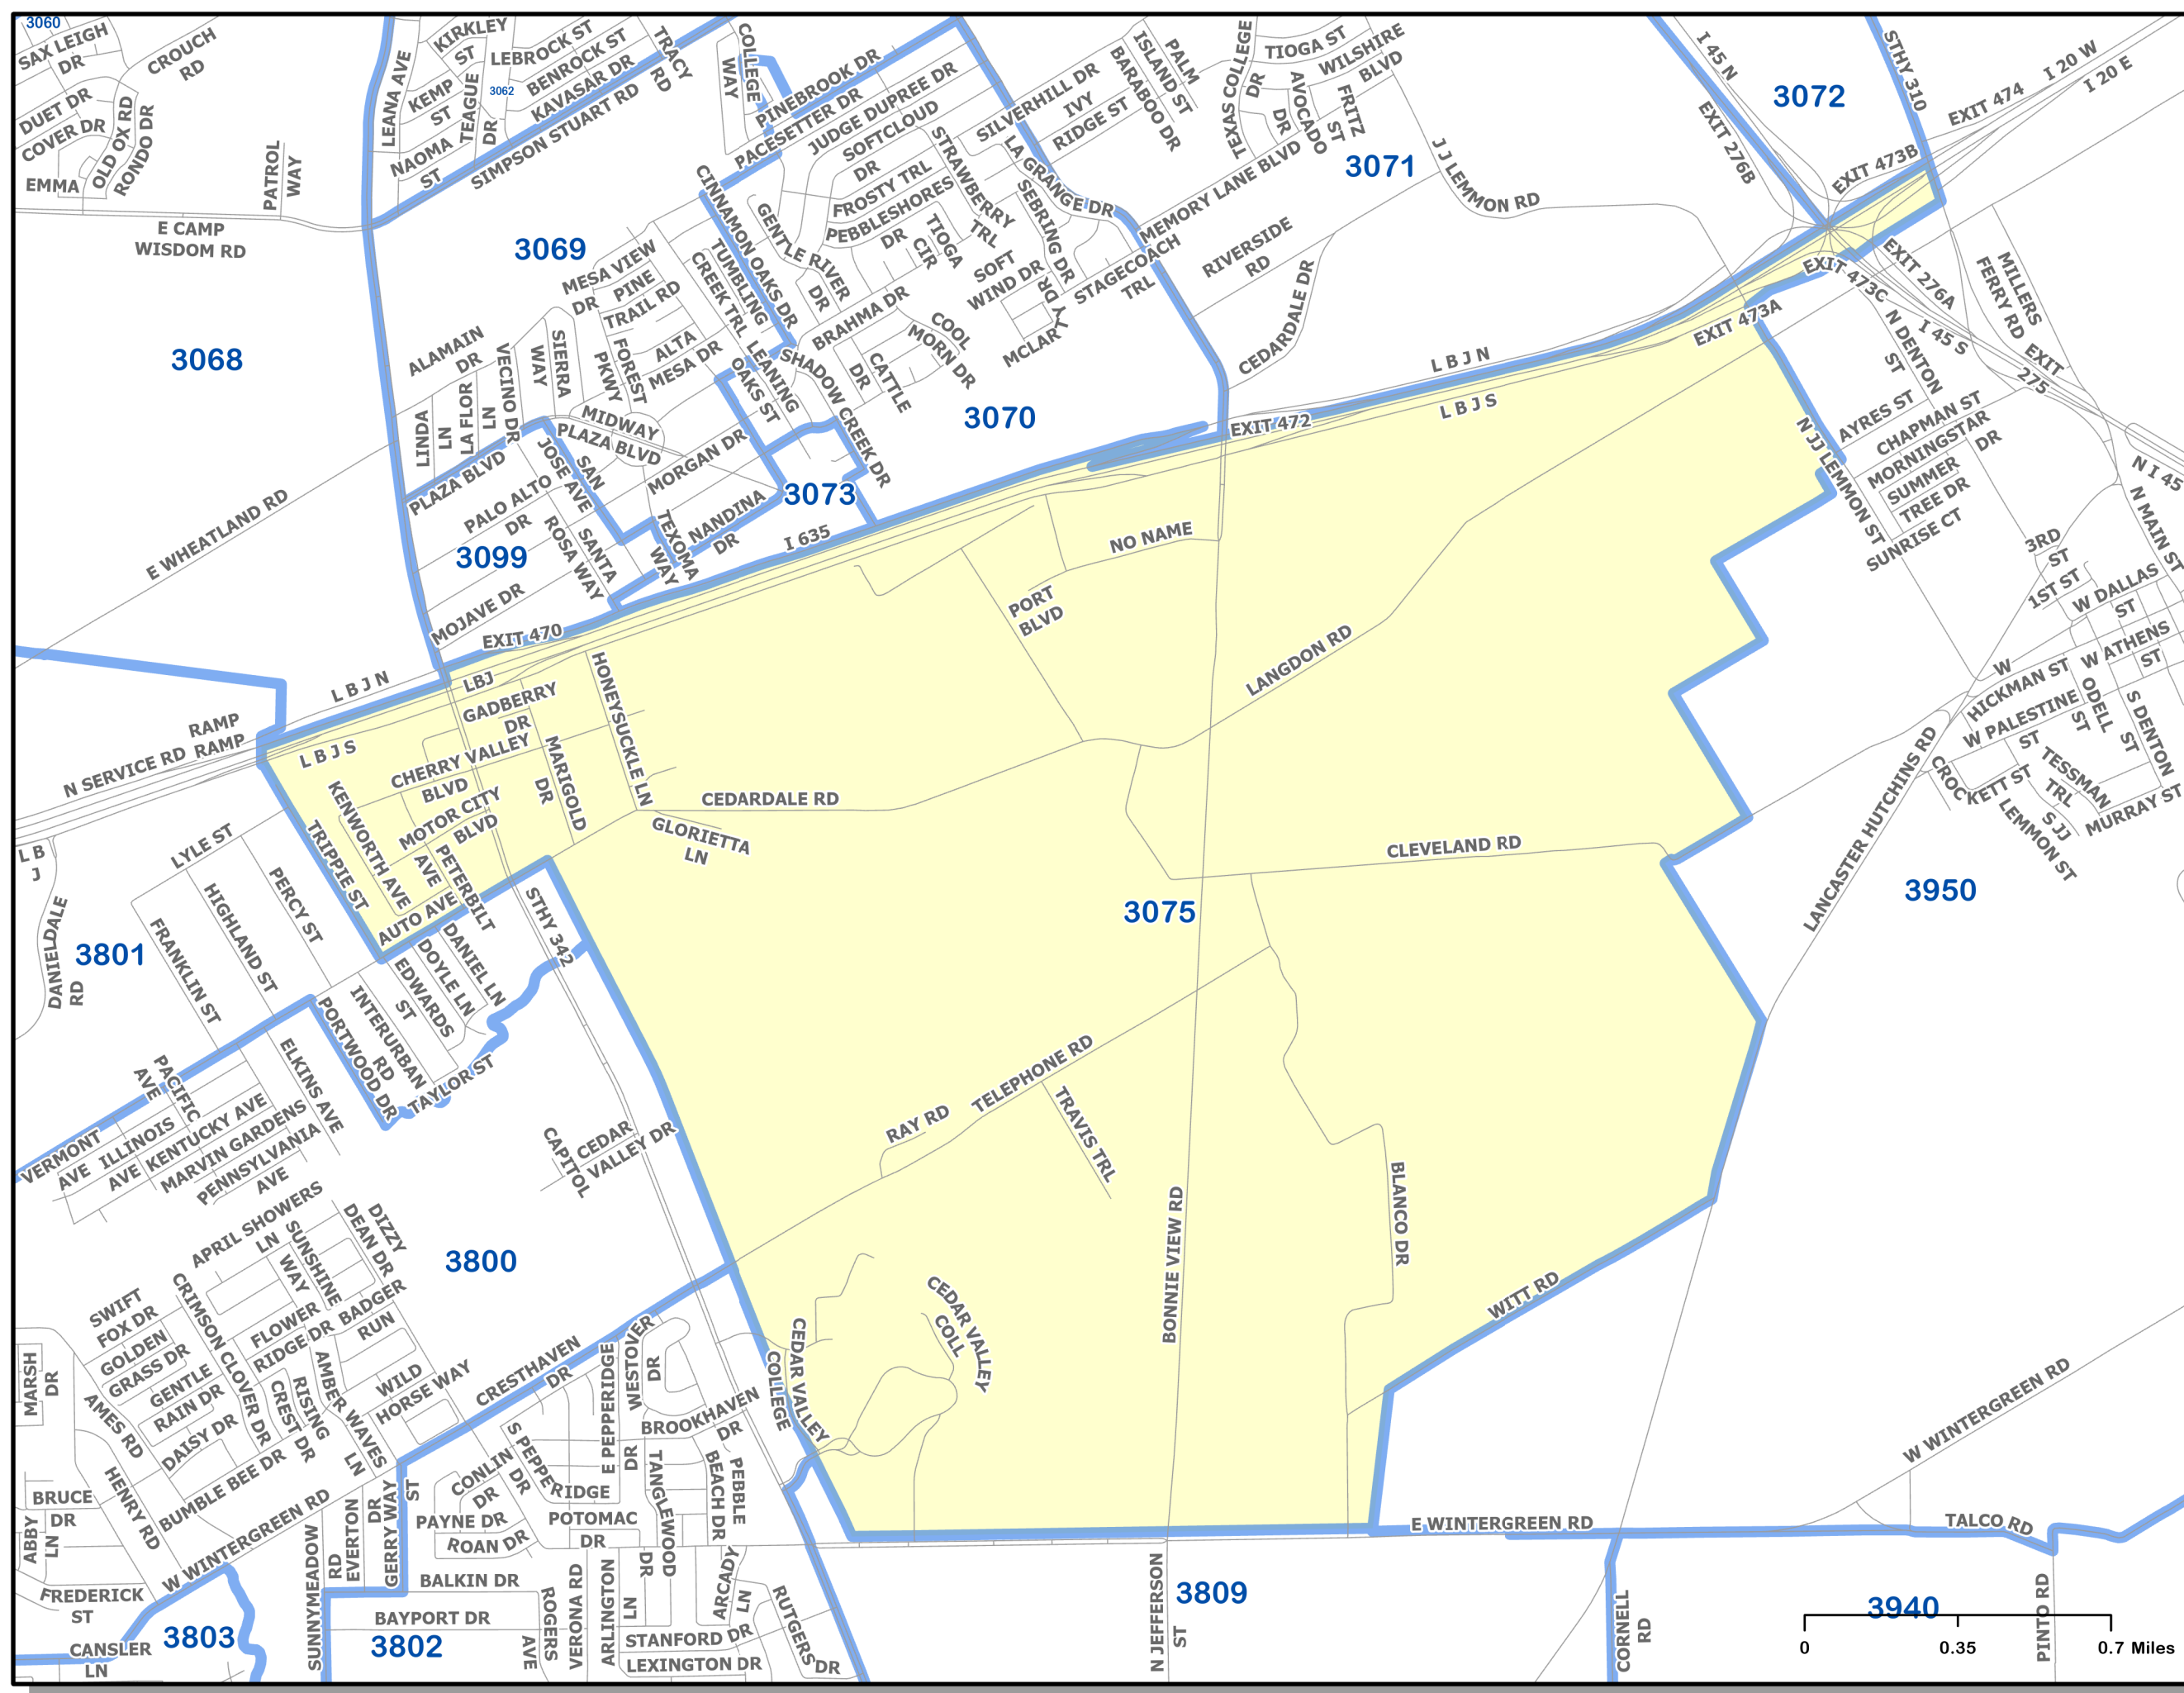 3060
SAX LEIGH
DR
CROUCH
RD
DUET DR
COVER DR
OLD OX RD
RONDO DR
EMMA
PATROL
WAY
E CAMP
WISDOM RD
LEANA AVE
KIRKLEY
ST
KEMP
ST
TEAGUE
DR
NAOMA
ST
LEBROCK ST
BENROCK ST
KAVASAR DR
3062
SIMPSON STUART RD
TRACY
RD
COLLEGE
WAY
PINEBROOK DR
PACESETTER DR
JUDGE DUPREE DR
SOFTCLOUD
DR
FROSTY TRL
PEBBLESHORES
DR
STRAWBERRY
TRL
SILVERHILL DR
IVY
RIDGE ST
BARABOO DR
ISLAND ST
PALM
TEXAS COLLEGE
DR
TIOGA ST
WILSHIRE
BLVD
AVOCADO
DR
FRITZ
ST
3071
J J LEMMON RD
LA GRANGE DR
MEMORY LANE BLVD
STAGECOACH
TRL
SEBRING DR
TIOGA
CIR
SOFT
WIND DR
MCLARTY DR
RIVERSIDE
RD
CEDARDALE DR
I 45 N
3072
STHY 310
EXIT 276B
EXIT 474
I 20 W
I 20 E
EXIT 473B
EXIT 473C
EXIT 276A
EXIT 473A
I 45 S
EXIT
275
MILLERS
FERRY RD
N DENTON
ST
3069
CINNAMON OAKS DR
GENTLE RIVER
DR
TUMBLING
CREEK TRL
MESA VIEW
DR
PINE
TRAIL RD
BRAHMA DR
COOL
MORN DR
CATTLE
DR
SHADOW CREEK DR
LEANING
OAKS ST
ALTA
MESA DR
FOREST
PKWY
SIERRA
WAY
VECINO DR
ALAMAIN
DR
LINDA
LN
LA FLOR
LN
3068
3070
L B J N
EXIT 472
L B J S
MIDWAY
PLAZA BLVD
PLAZA BLVD
JOSE AVE
SAN
MORGAN DR
NANDINA
DR
3073
TEXOMA
WAY
PALO ALTO
DR
SANTA
ROSA WAY
3099
MOJAVE DR
E WHEATLAND RD
I 635
EXIT 470
N JJ LEMMON ST
AYRES ST
CHAPMAN ST
MORNINGSTAR
DR
SUMMER
TREE DR
SUNRISE CT
N I 45
N MAIN ST
3RD
ST
1ST ST
W DALLAS
ST
W ATHENS
ST
W
HICKMAN ST
W PALESTINE
ST
ODELL
ST
S DENTON
ST
TESSMAN
TRL
MURRAY ST
CROCKETT ST
S JJ
LEMMON ST
LANCASTER HUTCHINS RD
3950
NO NAME
PORT
BLVD
LANGDON RD
HONEYSUCKLE LN
L B J N
LBJ
L B J S
RAMP
N SERVICE RD
RAMP
GADBERRY
DR
CHERRY VALLEY
BLVD
MARIGOLD
DR
MOTOR CITY
BLVD
KENWORTH AVE
PETERBILT
AVE
AUTO AVE
TRIPPIE ST
CEDARDALE RD
GLORIETTA
LN
CLEVELAND RD
3075
L B
J
LYLE ST
PERCY ST
HIGHLAND ST
FRANKLIN ST
DANIELDALE
RD
3801
STHY 342
DANIEL LN
DOYLE LN
EDWARDS
ST
INTERURBAN
RD
PORTWOOD DR
TAYLOR ST
ELKINS AVE
PACIFIC
AVE
VERMONT
AVE
ILLINOIS
AVE
KENTUCKY AVE
MARVIN GARDENS
PENNSYLVANIA
AVE
CAPITOL
CEDAR
VALLEY DR
RAY RD
TELEPHONE RD
TRAVIS TRL
BLANCO DR
BONNIE VIEW RD
WITT RD
3800
APRIL SHOWERS
LN
SUNSHINE
WAY
DIZZY
DEAN DR
SWIFT
FOX DR
GOLDEN
GRASS DR
GENTLE
RAIN DR
DAISY DR
CRIMSON CLOVER DR
FLOWER
RIDGE DR
BADGER
RUN
AMBER WAVES
LN
RISING
CREST DR
WILD
HORSE WAY
CRESTHAVEN
DR
MARSH
DR
AMES RD
HENRY RD
BUMBLE BEE DR
BRUCE
DR
ABBY
LN
W WINTERGREEN RD
FREDERICK
ST
CANSLER
LN
3803
SUNNYMEADOW
RD
EVERTON
DR
GERRY WAY
ST
3802
CONLIN
DR
S PEPPER
RIDGE
DR
E PEPPERIDGE
DR
WESTOVER
DR
BROOKHAVEN
DR
PAYNE DR
ROAN DR
POTOMAC
DR
TANGLEWOOD
DR
BEACH DR
PEBBLE
BALKIN DR
BAYPORT DR
ROGERS
AVE
VERONA RD
ARLINGTON
LN
ARCADY
LN
STANFORD DR
LEXINGTON DR
RUTGERS
DR
CEDAR VALLEY
COLLEGE
CEDAR VALLEY
COLL
E WINTERGREEN RD
N JEFFERSON
ST
3809
CORNELL
RD
3940
PINTO RD
TALCO RD
W WINTERGREEN RD
0 0.35 0.7 Miles